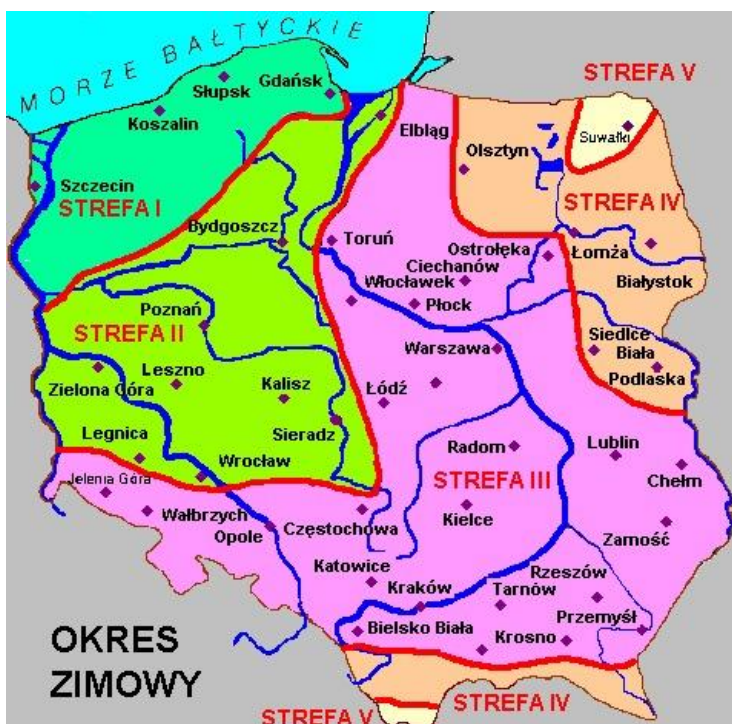 MORZE BAŁTYCKIE
STREFA V
Słupsk
Gdańsk
Koszalin
Elbląg
Suwałki
Olsztyn
Szczecin
STREFA I
STREFA IV
Bydgoszcz
Toruń
Ostrołęka
Łomża
Ciechanów
Włocławek
Białystok
Płock
Poznań
STREFA II
Warszawa
Siedlce
Biała
Podlaska
Leszno
Zielona Góra
Kalisz
Łódź
Sieradz
Legnica
Radom
Lublin
Wrocław
STREFA III
Chełm
Jelenia Góra
Wałbrzych
Częstochowa
Kielce
Opole
Zamość
Katowice
Rzeszów
Kraków
Tarnów
Przemyśl
Bielsko Biała
Krosno
OKRES
ZIMOWY
STREFA IV
STREFA V